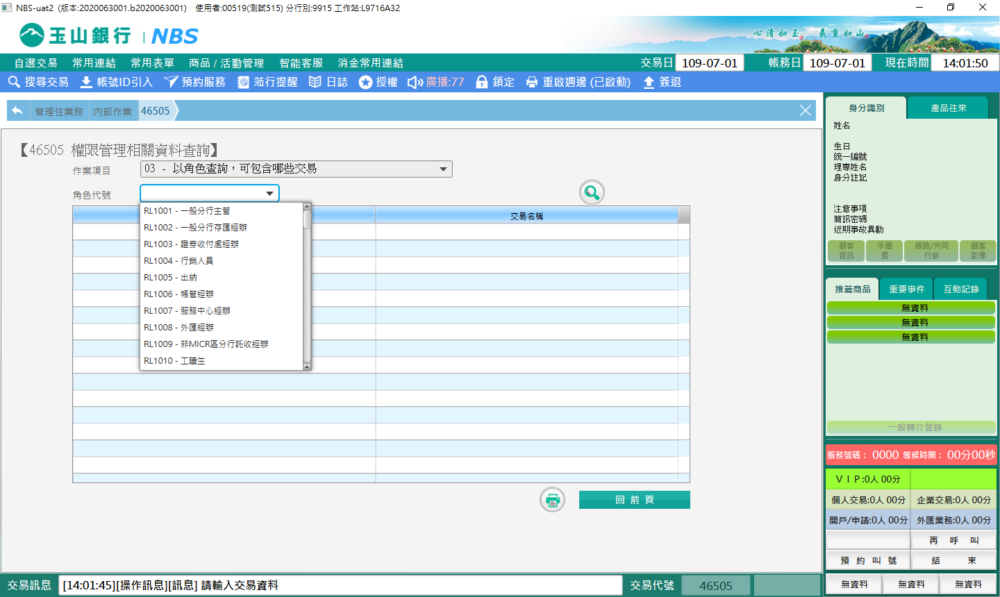 NBS-uat2 (版本:2020063001.b2020063001) 使用者:00519(測試515) 分行別:9915 工作站:L9716A32
玉山銀行 NBS
心清如玉。 義重如山。
自選交易 常用連結 常用表單 商品/活動管理 智能客服 消金常用連結 交易日 109-07-01 帳務日 109-07-01 現在時間 14:01:50
搜尋交易 帳號ID引入 預約服務 蒞行提醒 日誌 授權 廣播:77 鎖定 重啟週邊 (已啟動) 簽退
管理性業務 內部作業 46505
【46505 權限管理相關資料查詢】
作業項目 03 - 以角色查詢，可包含哪些交易
角色代號
交易名稱
RL1001 - 一般分行主管
RL1002 - 一般分行存匯經辦
RL1003 - 證券收付處經辦
RL1004 - 行銷人員
RL1005 - 出納
RL1006 - 帳管經辦
RL1007 - 服務中心經辦
RL1008 - 外匯經辦
RL1009 - 非MICR區分行託收經辦
RL1010 - 工讀生
回 前 頁
身分識別 產品往來
姓名
生日
統一編號
理專姓名
身分註記
注意事項
簡訊密碼
近期事故異動
顧客資訊 手續費 通路/共同行銷 顧客影像
推薦商品 重要事件 互動記錄
無資料
無資料
無資料
一般轉介登錄
服務號碼： 0000 等候時間： 00分00秒
ＶＩＰ:0人 00分
個人交易:0人 00分 企業交易:0人 00分
開戶/申請:0人 00分 外匯業務:0人 00分
再 呼 叫
預 約 叫 號 結 束
無資料 無資料 無資料
交易訊息 [14:01:45][操作訊息][訊息] 請輸入交易資料 交易代號 46505